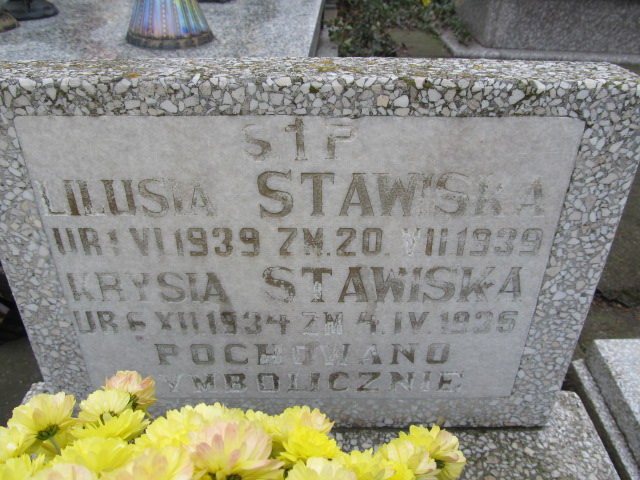 S†P
LILUSIA STAWISKA
UR 1 VI 1939 ZM. 20. VII 1939
KRYSIA STAWISKA
UR 6 XII 1934 ZM 4. IV. 1936
POCHOWANO
YMBOLICZNIE